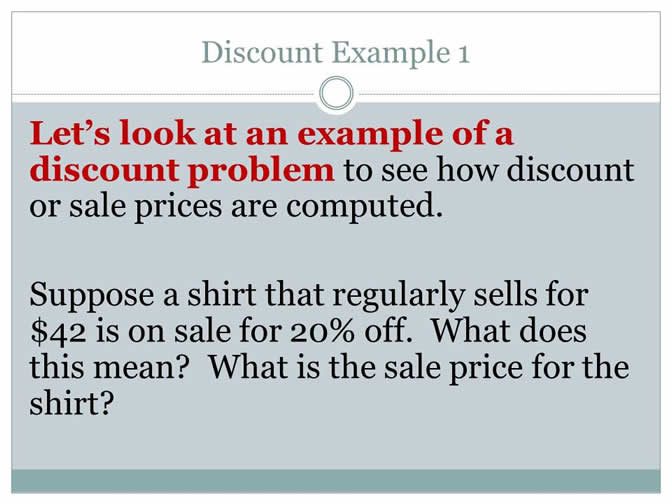 Discount Example 1
Let’s look at an example of a
discount problem to see how discount
or sale prices are computed.
Suppose a shirt that regularly sells for
$42 is on sale for 20% off.  What does
this mean?  What is the sale price for the
shirt?